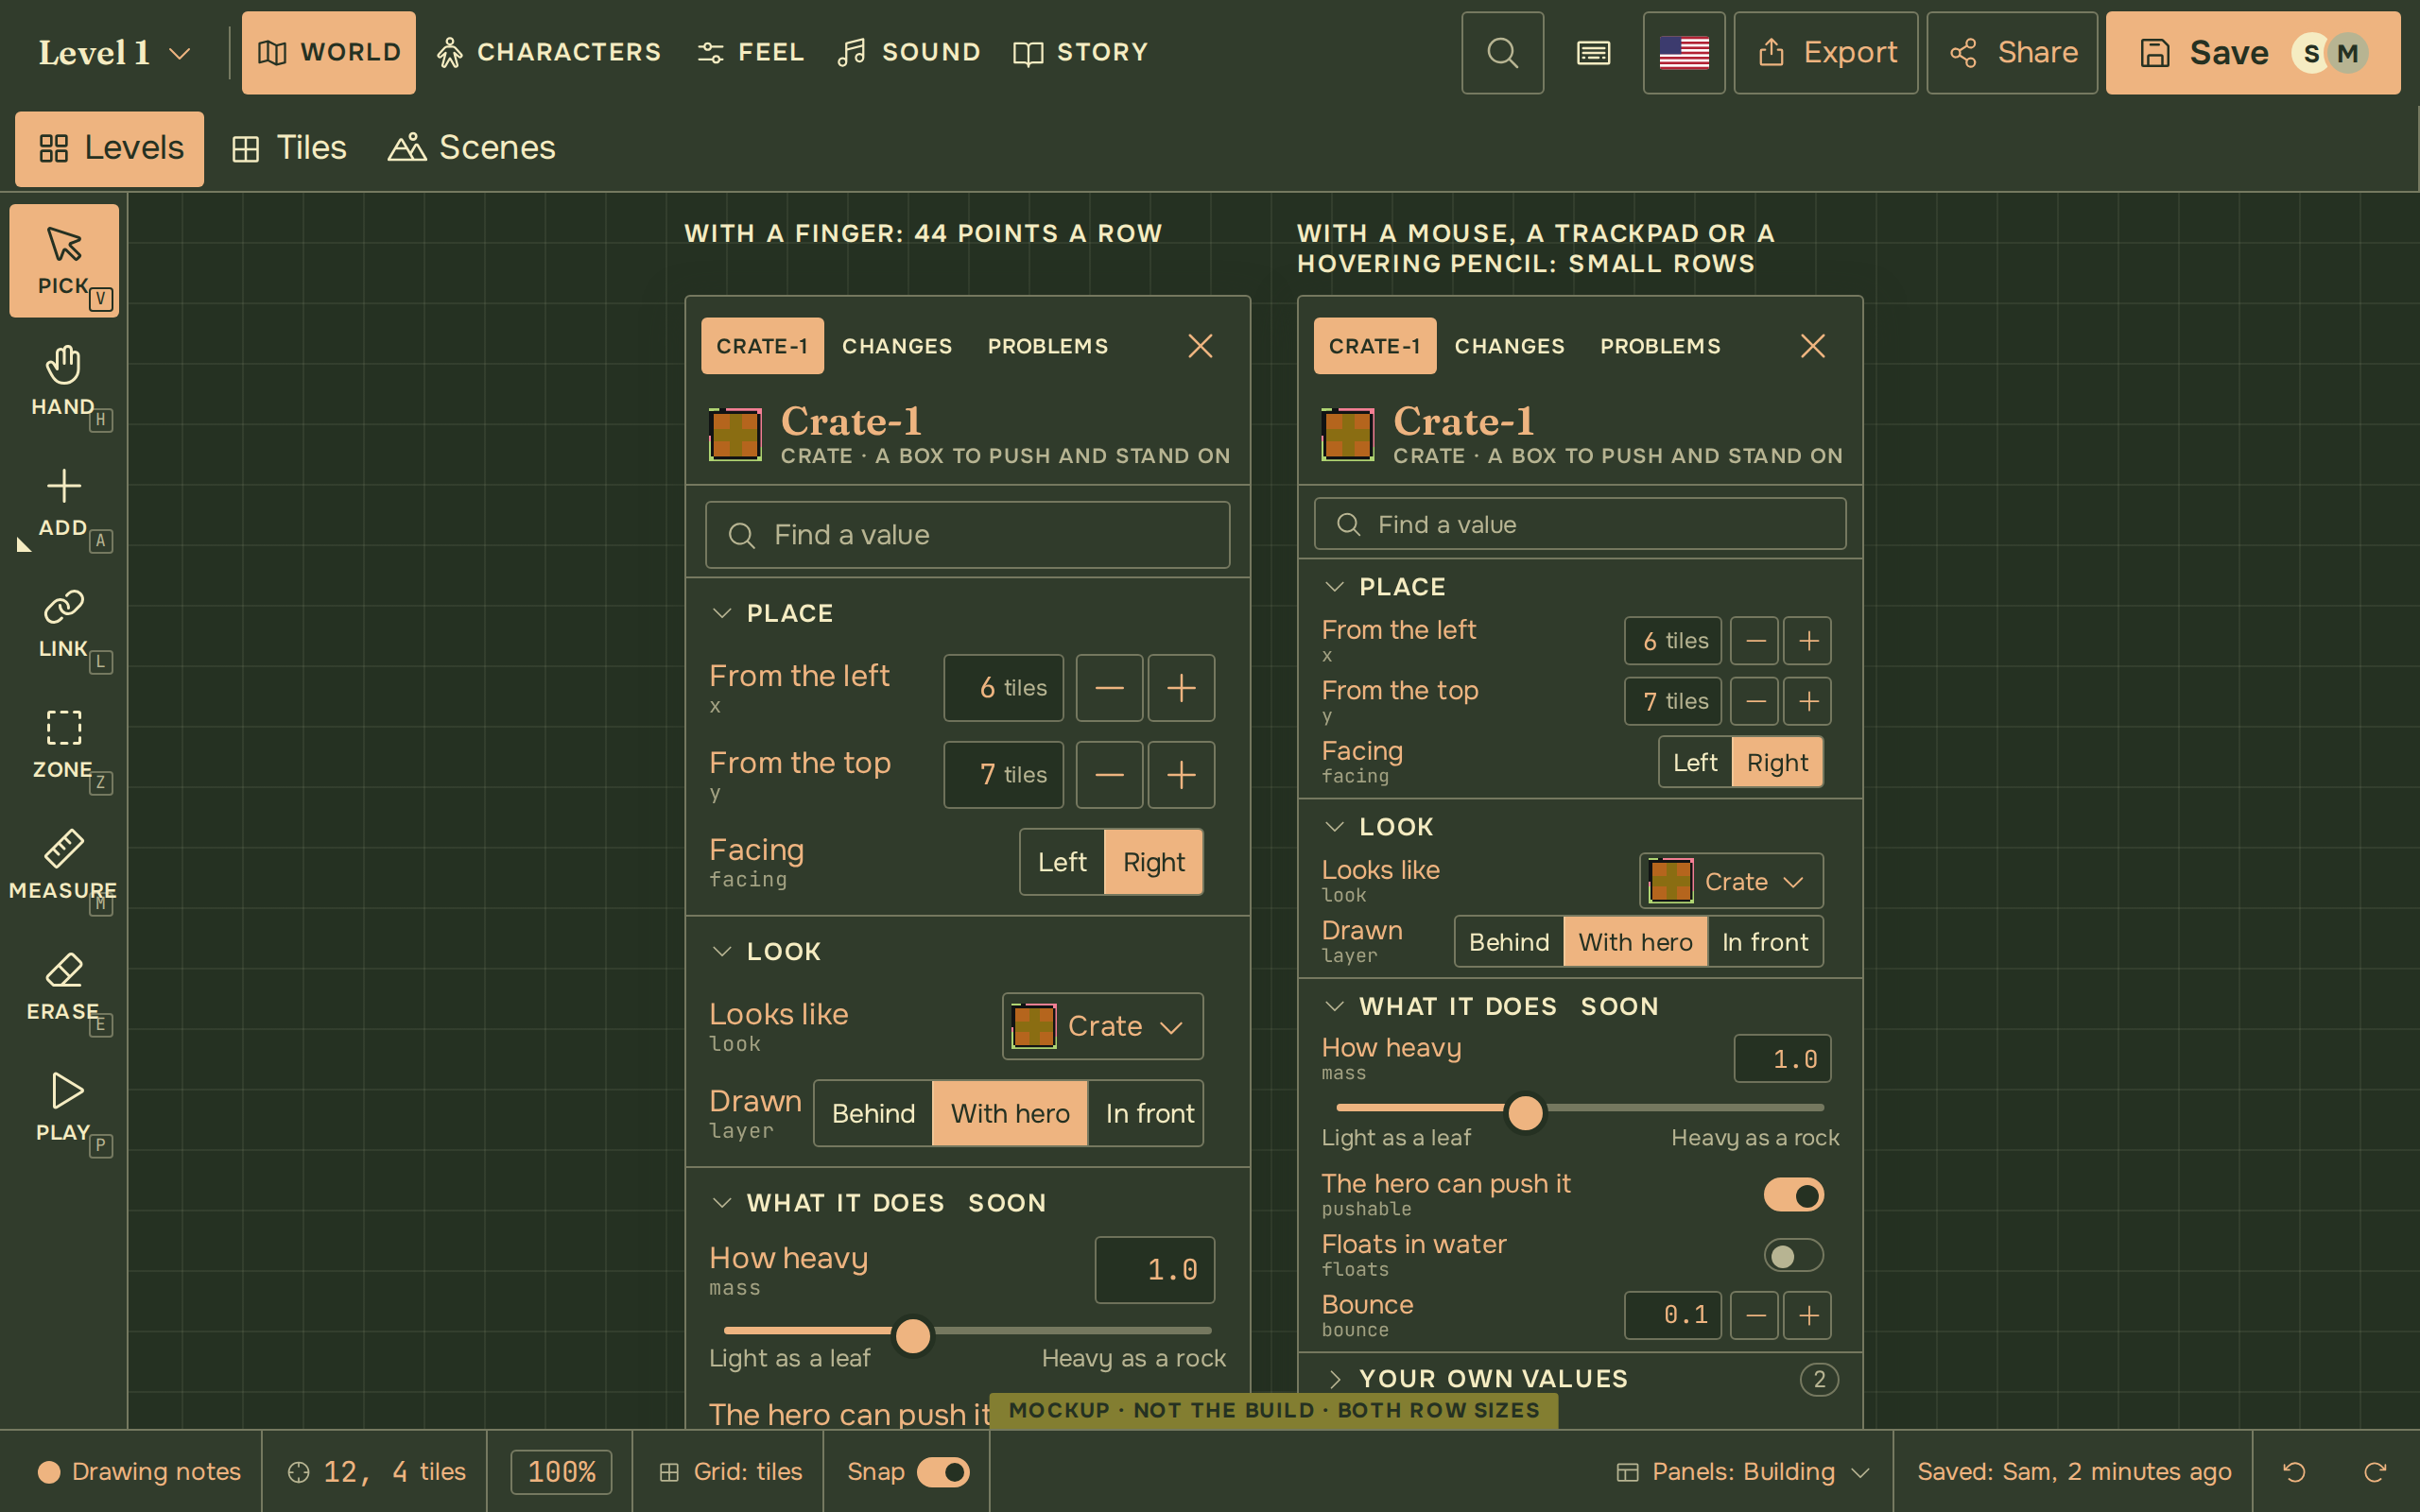 Level 1
WORLD
CHARACTERS
FEEL
SOUND
STORY
Export
Share
Save
S
M
Levels
Tiles
Scenes
PICK
V
HAND
H
ADD
A
LINK
L
ZONE
Z
MEASURE
M
ERASE
E
PLAY
P
WITH A FINGER: 44 POINTS A ROW
CRATE-1
CHANGES
PROBLEMS
Crate-1
CRATE · A BOX TO PUSH AND STAND ON
Find a value
PLACE
From the left
x
6 tiles
From the top
y
7 tiles
Facing
facing
Left
Right
LOOK
Looks like
look
Crate
Drawn
layer
Behind
With hero
In front
WHAT IT DOES SOON
How heavy
mass
1.0
Light as a leaf
Heavy as a rock
The hero can push it
WITH A MOUSE, A TRACKPAD OR A
HOVERING PENCIL: SMALL ROWS
CRATE-1
CHANGES
PROBLEMS
Crate-1
CRATE · A BOX TO PUSH AND STAND ON
Find a value
PLACE
From the left
x
6 tiles
From the top
y
7 tiles
Facing
facing
Left
Right
LOOK
Looks like
look
Crate
Drawn
layer
Behind
With hero
In front
WHAT IT DOES SOON
How heavy
mass
1.0
Light as a leaf
Heavy as a rock
The hero can push it
pushable
Floats in water
floats
Bounce
bounce
0.1
YOUR OWN VALUES
2
MOCKUP · NOT THE BUILD · BOTH ROW SIZES
Drawing notes
12, 4 tiles
100%
Grid: tiles
Snap
Panels: Building
Saved: Sam, 2 minutes ago